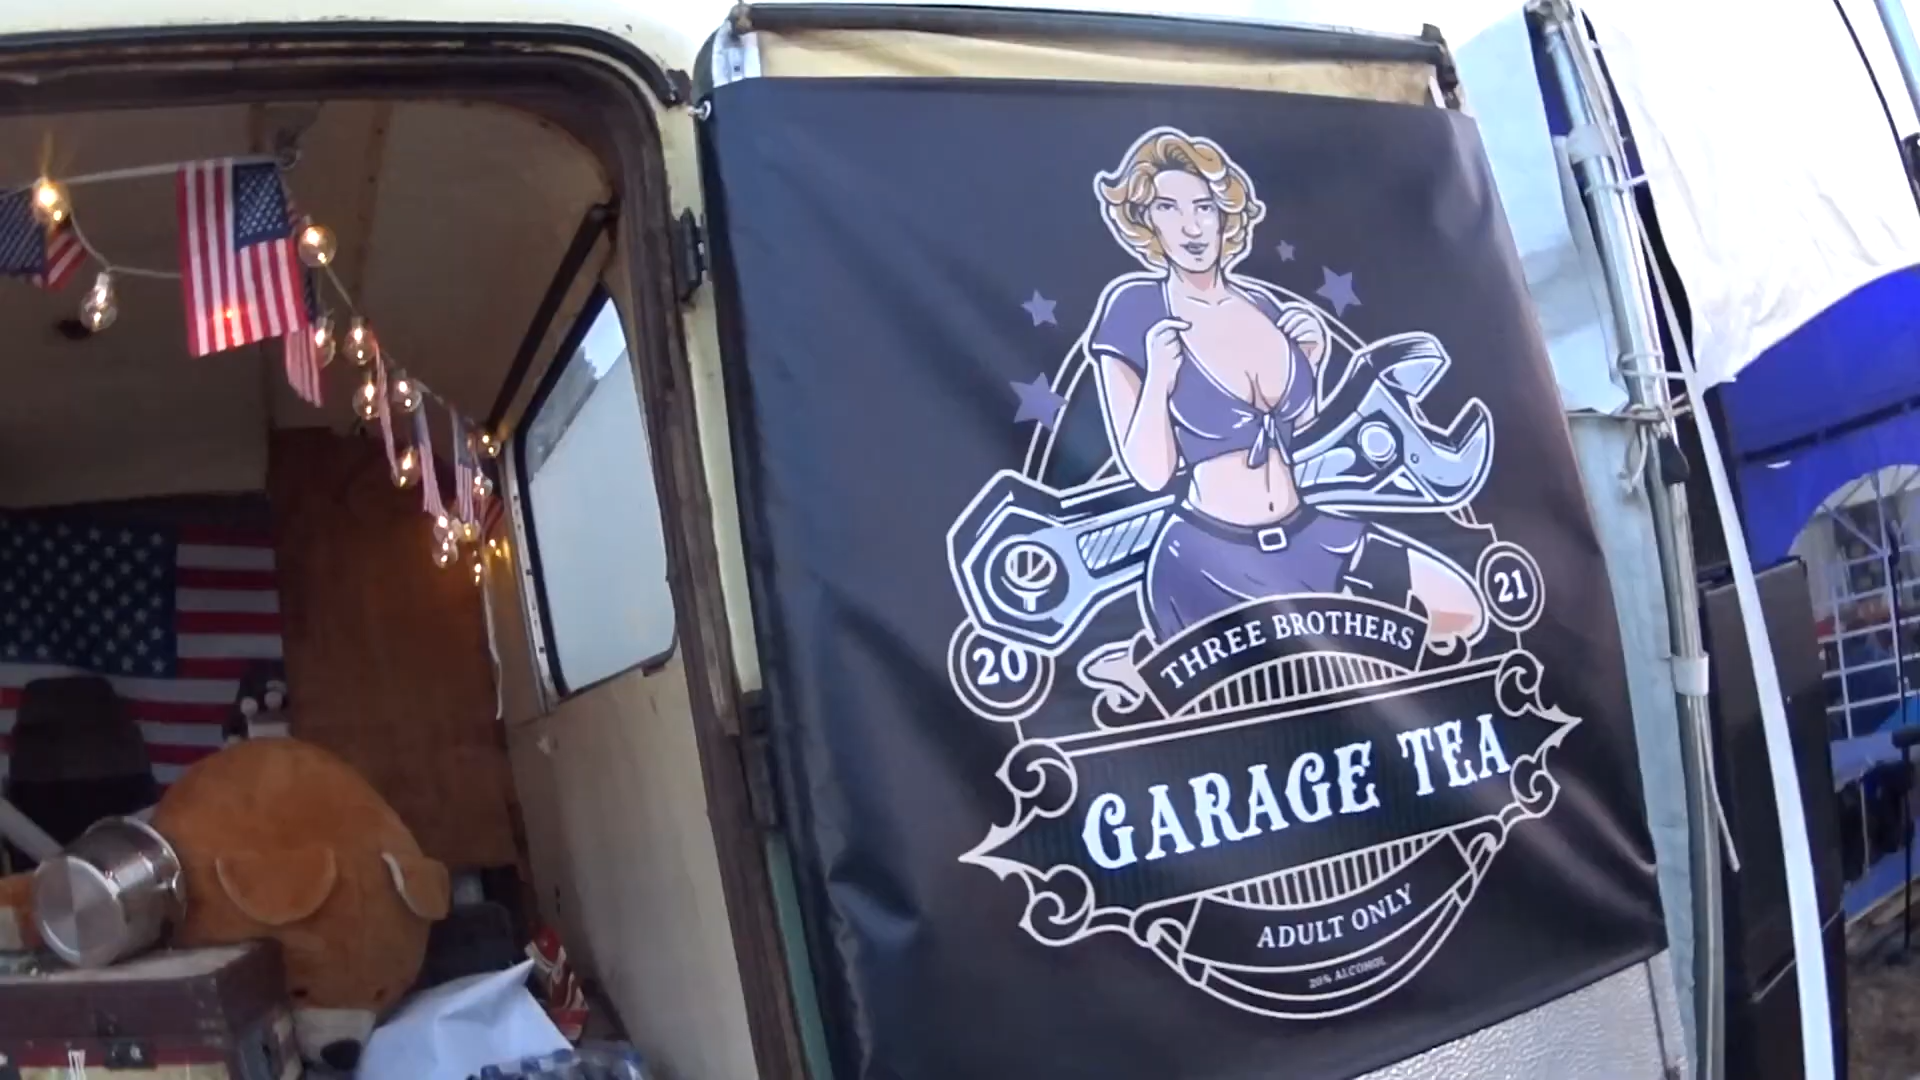 20
21
THREE BROTHERS
GARAGE TEA
ADULT ONLY
20% ALCOHOL